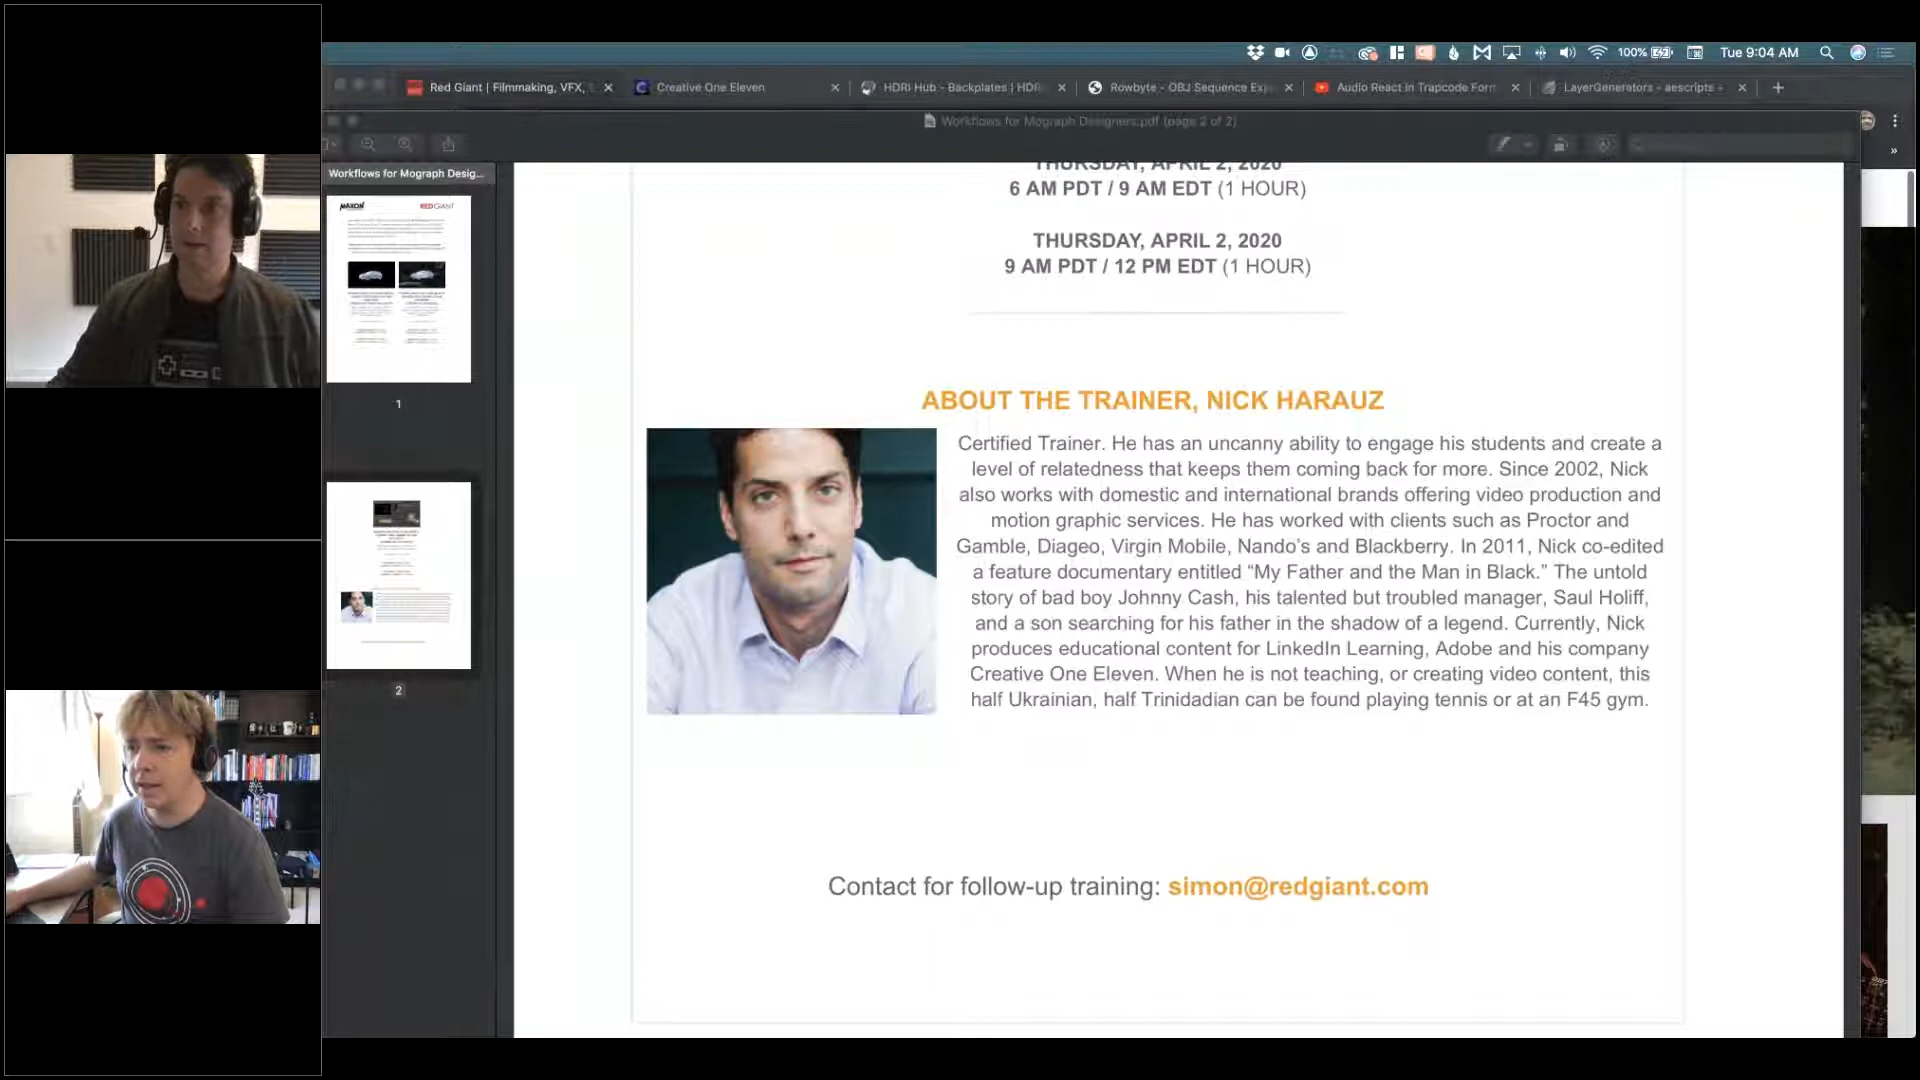 100%
Tue 9:04 AM
Red Giant | Filmmaking, VFX,
Creative One Eleven
HDRI Hub - Backplates | HDR
Rowbyte - OBJ Sequence Exp
Audio React in Trapcode Form
LayerGenerators - aescripts +
Workflows for Mograph Designers.pdf (page 2 of 2)
Workflows for Mograph Desig...
MAXON
REDGIANT
1
2
THURSDAY, APRIL 2, 2020
6 AM PDT / 9 AM EDT (1 HOUR)
THURSDAY, APRIL 2, 2020
9 AM PDT / 12 PM EDT (1 HOUR)
ABOUT THE TRAINER, NICK HARAUZ
Certified Trainer. He has an uncanny ability to engage his students and create a
level of relatedness that keeps them coming back for more. Since 2002, Nick
also works with domestic and international brands offering video production and
motion graphic services. He has worked with clients such as Proctor and
Gamble, Diageo, Virgin Mobile, Nando’s and Blackberry. In 2011, Nick co-edited
a feature documentary entitled “My Father and the Man in Black.” The untold
story of bad boy Johnny Cash, his talented but troubled manager, Saul Holiff,
and a son searching for his father in the shadow of a legend. Currently, Nick
produces educational content for LinkedIn Learning, Adobe and his company
Creative One Eleven. When he is not teaching, or creating video content, this
half Ukrainian, half Trinidadian can be found playing tennis or at an F45 gym.
Contact for follow-up training: simon@redgiant.com